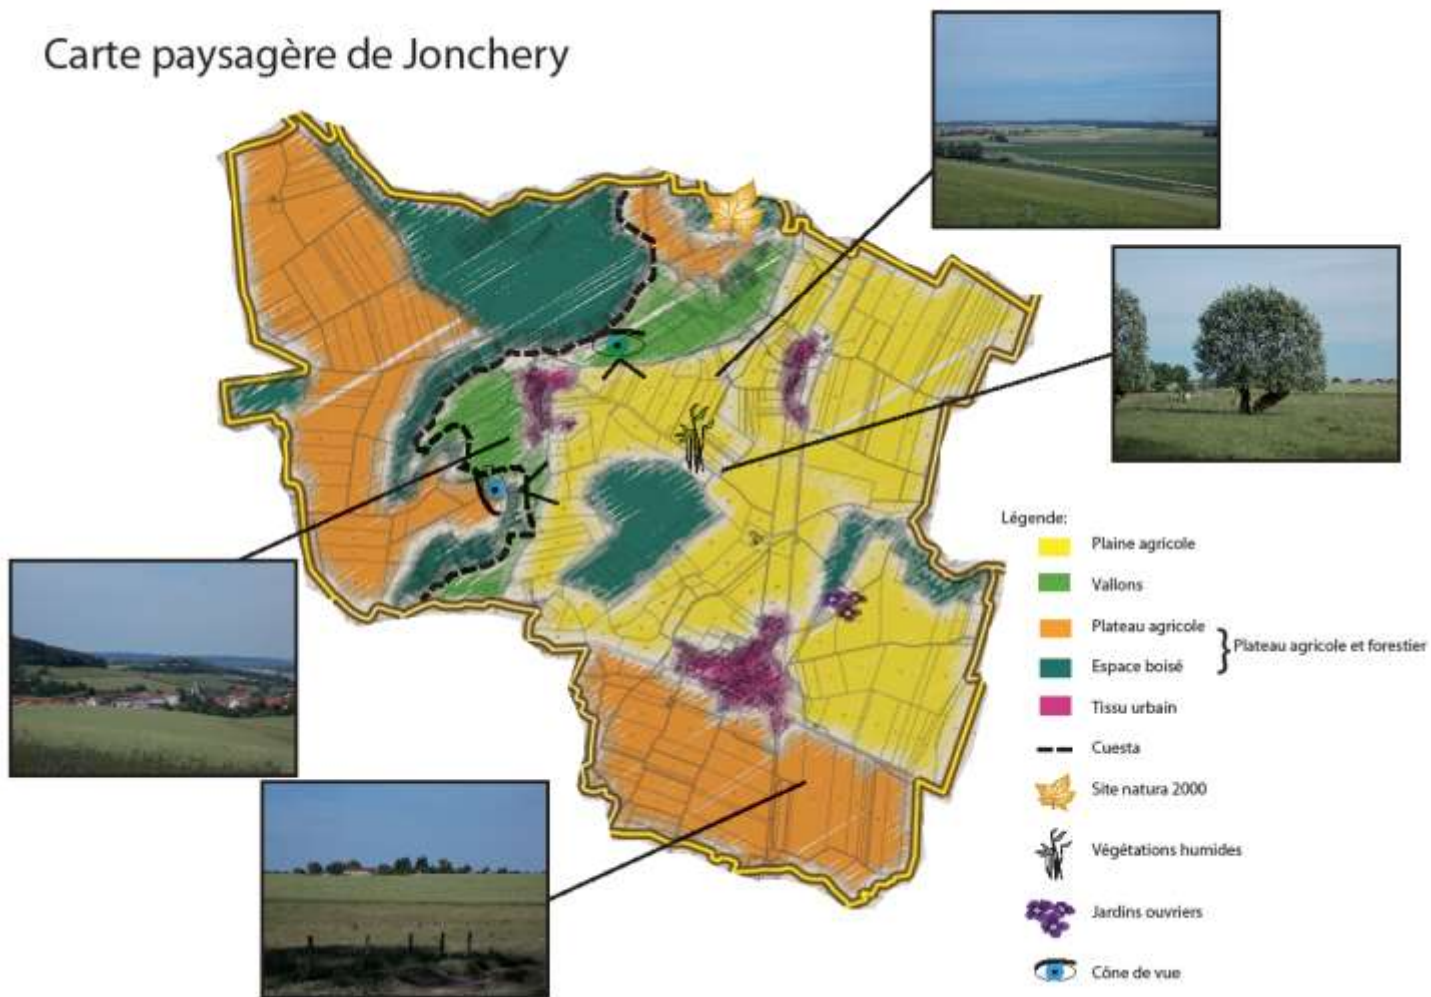 Carte paysagère de Jonchery
Légende:
Plaine agricole
Vallons
Plateau agricole
Espace boisé
Plateau agricole et forestier
Tissu urbain
Cuesta
Site natura 2000
Végétations humides
Jardins ouvriers
Cône de vue